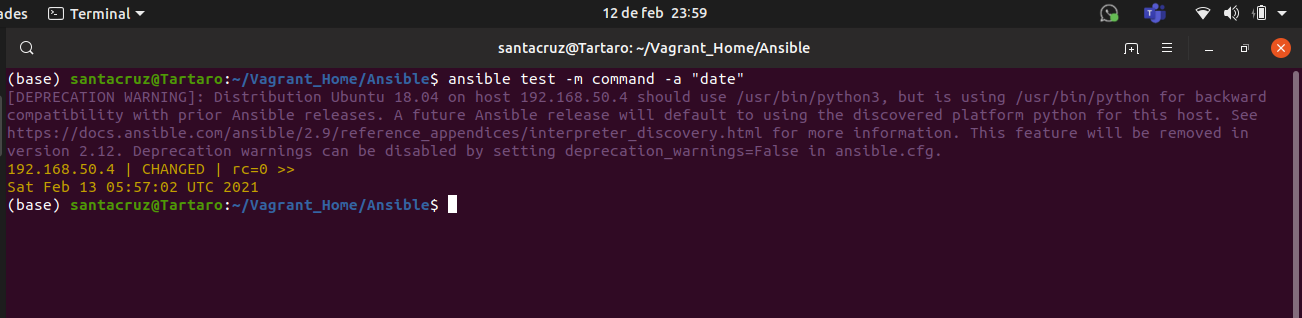 ades Terminal 12 de feb 23:59
santacruz@Tartaro: ~/Vagrant_Home/Ansible
(base) santacruz@Tartaro:~/Vagrant_Home/Ansible$ ansible test -m command -a "date"
[DEPRECATION WARNING]: Distribution Ubuntu 18.04 on host 192.168.50.4 should use /usr/bin/python3, but is using /usr/bin/python for backward
compatibility with prior Ansible releases. A future Ansible release will default to using the discovered platform python for this host. See
https://docs.ansible.com/ansible/2.9/reference_appendices/interpreter_discovery.html for more information. This feature will be removed in
version 2.12. Deprecation warnings can be disabled by setting deprecation_warnings=False in ansible.cfg.
192.168.50.4 | CHANGED | rc=0 >>
Sat Feb 13 05:57:02 UTC 2021
(base) santacruz@Tartaro:~/Vagrant_Home/Ansible$